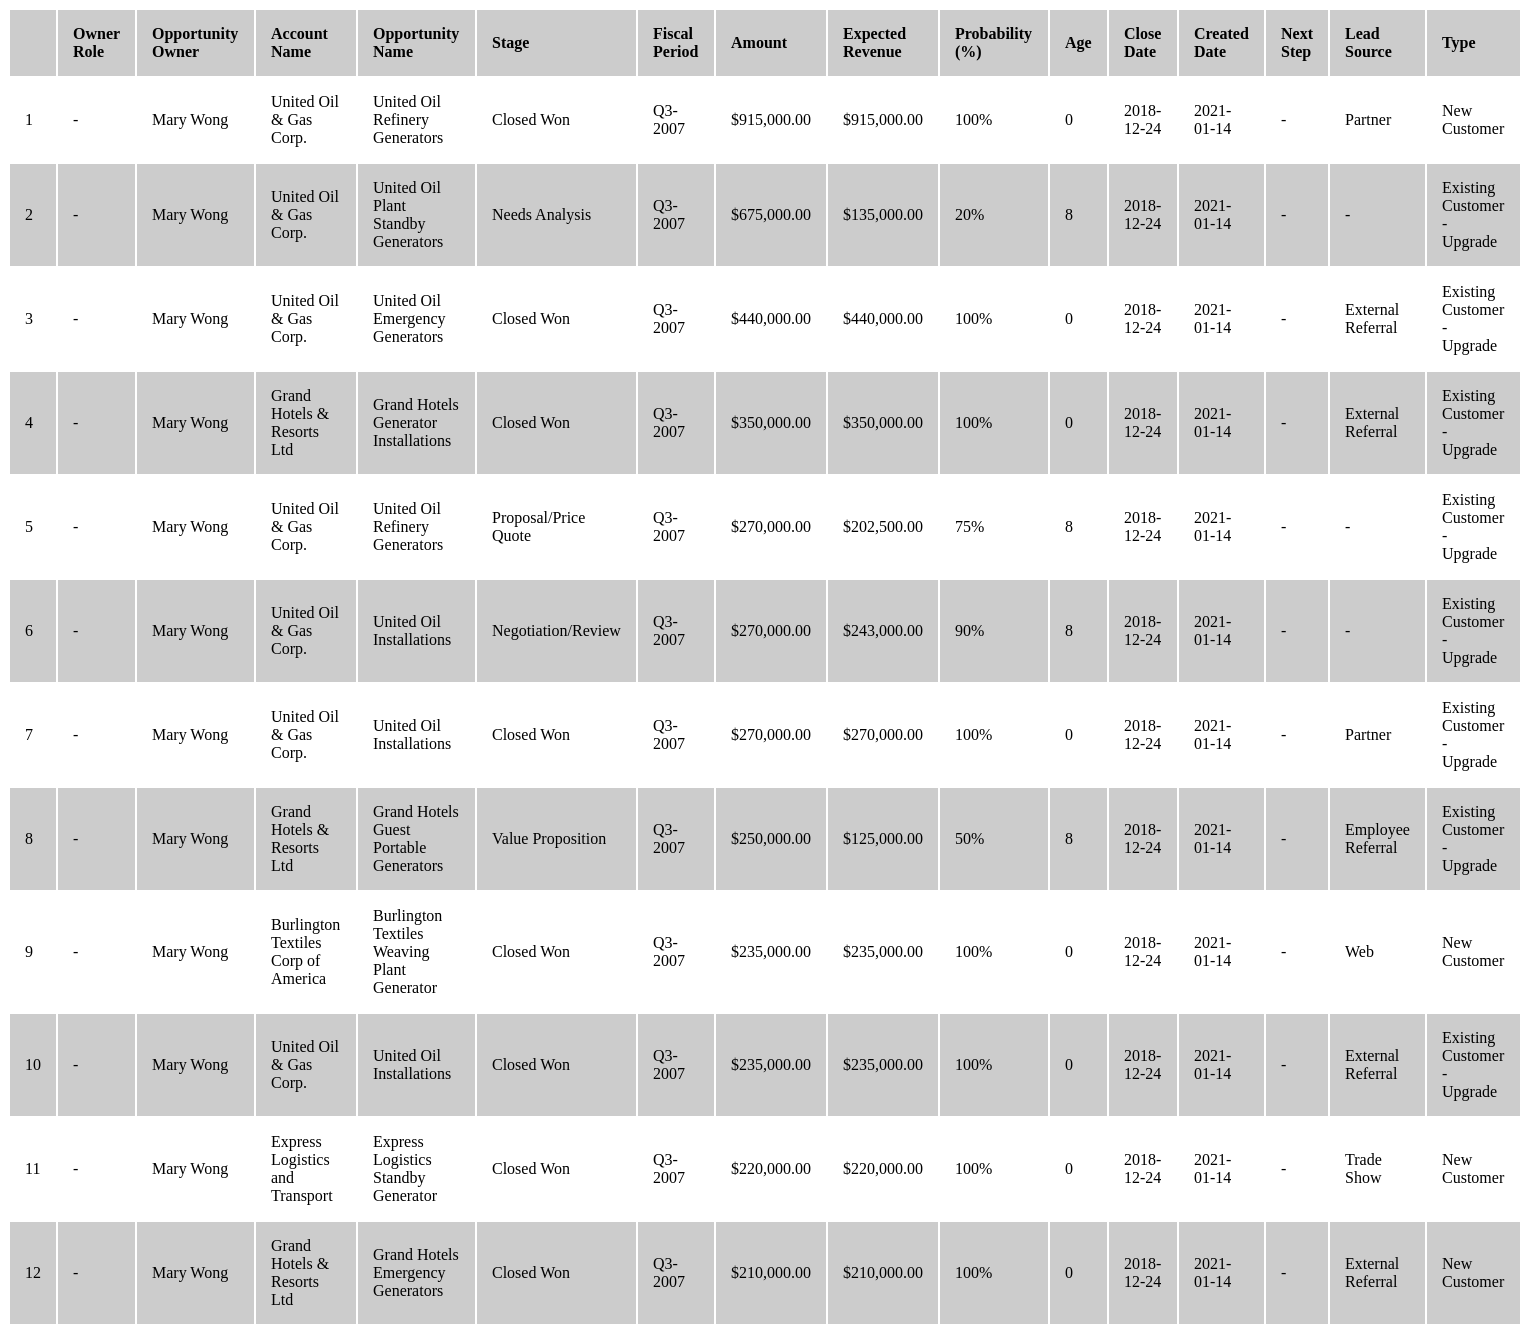 Owner Role Opportunity Owner Account Name Opportunity Name Stage Fiscal Period Amount Expected Revenue Probability (%) Age Close Date Created Date Next Step Lead Source Type
1 - Mary Wong United Oil & Gas Corp. United Oil Refinery Generators Closed Won Q3-2007 $915,000.00 $915,000.00 100% 0 2018-12-24 2021-01-14 - Partner New Customer
2 - Mary Wong United Oil & Gas Corp. United Oil Plant Standby Generators Needs Analysis Q3-2007 $675,000.00 $135,000.00 20% 8 2018-12-24 2021-01-14 - - Existing Customer - Upgrade
3 - Mary Wong United Oil & Gas Corp. United Oil Emergency Generators Closed Won Q3-2007 $440,000.00 $440,000.00 100% 0 2018-12-24 2021-01-14 - External Referral Existing Customer - Upgrade
4 - Mary Wong Grand Hotels & Resorts Ltd Grand Hotels Generator Installations Closed Won Q3-2007 $350,000.00 $350,000.00 100% 0 2018-12-24 2021-01-14 - External Referral Existing Customer - Upgrade
5 - Mary Wong United Oil & Gas Corp. United Oil Refinery Generators Proposal/Price Quote Q3-2007 $270,000.00 $202,500.00 75% 8 2018-12-24 2021-01-14 - - Existing Customer - Upgrade
6 - Mary Wong United Oil & Gas Corp. United Oil Installations Negotiation/Review Q3-2007 $270,000.00 $243,000.00 90% 8 2018-12-24 2021-01-14 - - Existing Customer - Upgrade
7 - Mary Wong United Oil & Gas Corp. United Oil Installations Closed Won Q3-2007 $270,000.00 $270,000.00 100% 0 2018-12-24 2021-01-14 - Partner Existing Customer - Upgrade
8 - Mary Wong Grand Hotels & Resorts Ltd Grand Hotels Guest Portable Generators Value Proposition Q3-2007 $250,000.00 $125,000.00 50% 8 2018-12-24 2021-01-14 - Employee Referral Existing Customer - Upgrade
9 - Mary Wong Burlington Textiles Corp of America Burlington Textiles Weaving Plant Generator Closed Won Q3-2007 $235,000.00 $235,000.00 100% 0 2018-12-24 2021-01-14 - Web New Customer
10 - Mary Wong United Oil & Gas Corp. United Oil Installations Closed Won Q3-2007 $235,000.00 $235,000.00 100% 0 2018-12-24 2021-01-14 - External Referral Existing Customer - Upgrade
11 - Mary Wong Express Logistics and Transport Express Logistics Standby Generator Closed Won Q3-2007 $220,000.00 $220,000.00 100% 0 2018-12-24 2021-01-14 - Trade Show New Customer
12 - Mary Wong Grand Hotels & Resorts Ltd Grand Hotels Emergency Generators Closed Won Q3-2007 $210,000.00 $210,000.00 100% 0 2018-12-24 2021-01-14 - External Referral New Customer